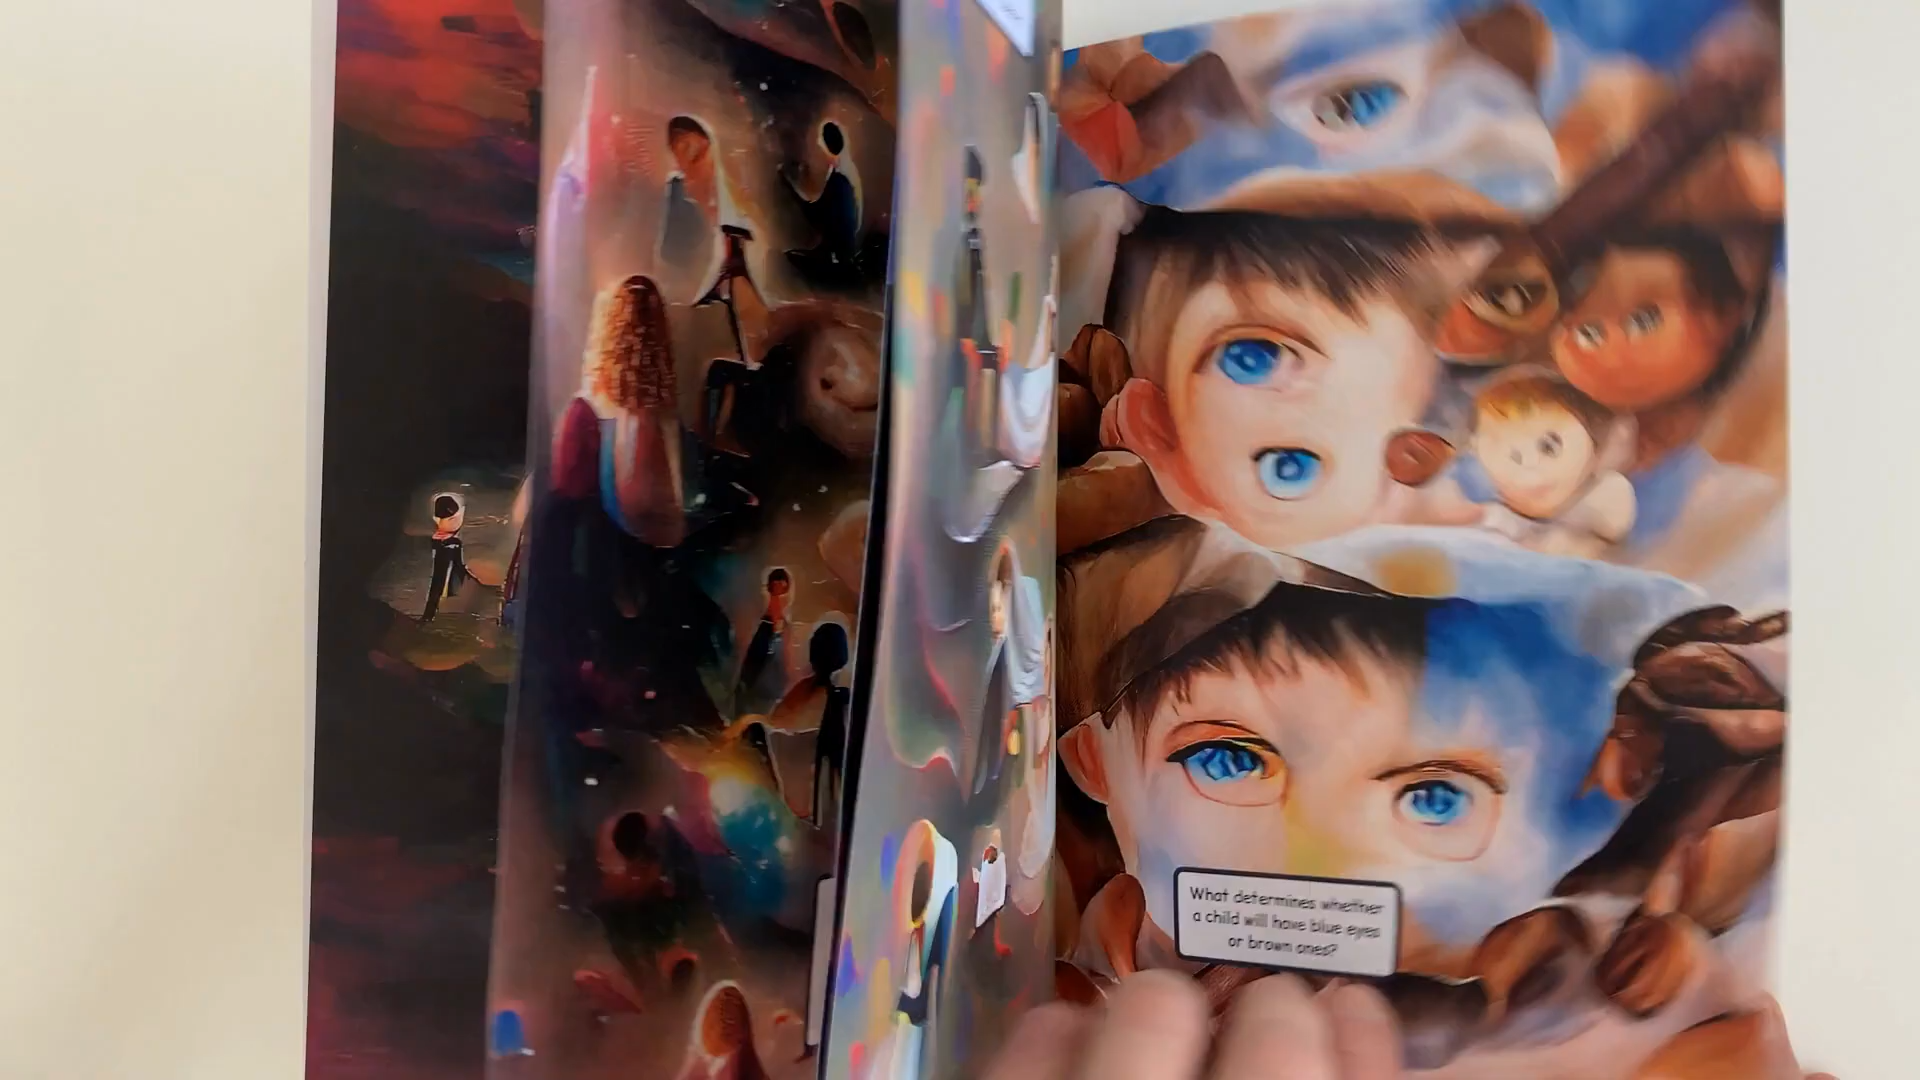 What determines whether
a child will have blue eyes
or brown ones?